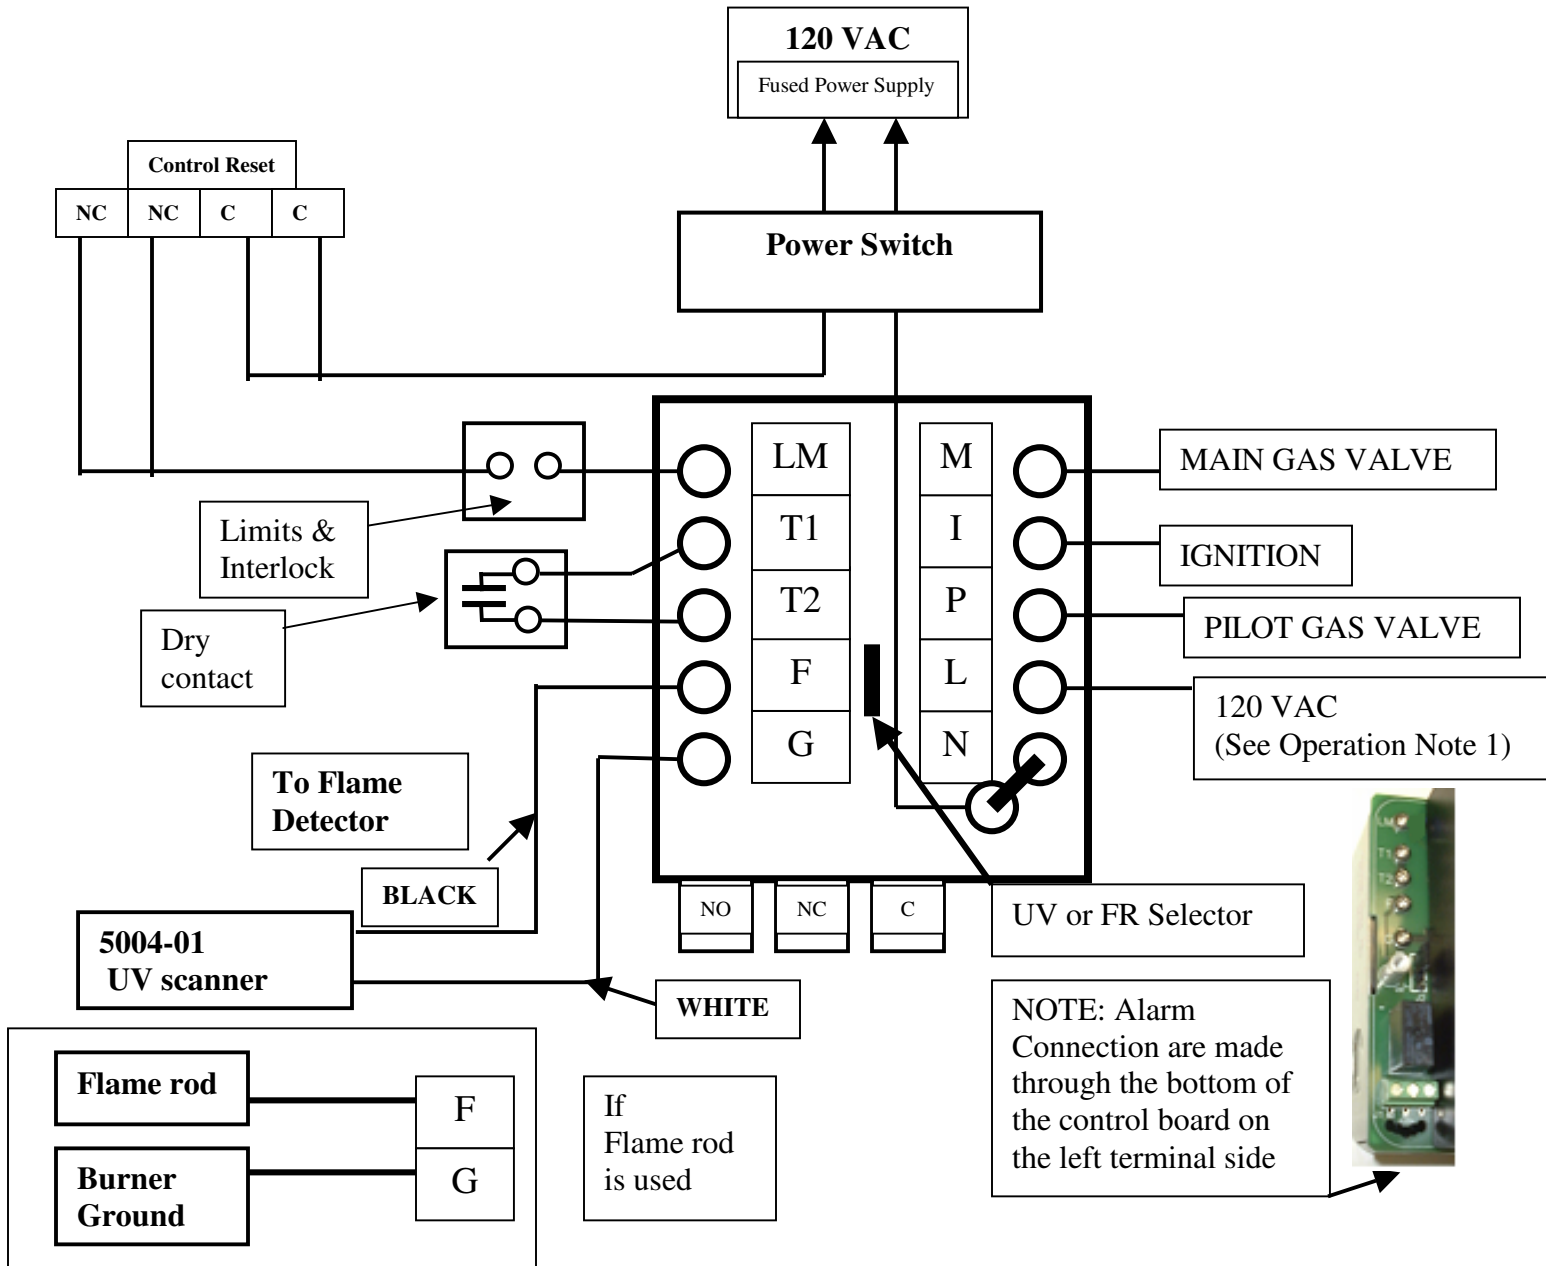 120 VAC
Fused Power Supply
Control Reset
NC NC C C
Power Switch
LM M
MAIN GAS VALVE
T1 I
IGNITION
T2 P
PILOT GAS VALVE
F L
120 VAC
(See Operation Note 1)
G N
Limits &
Interlock
Dry
contact
To Flame
Detector
BLACK
NO NC C
UV or FR Selector
5004-01
UV scanner
WHITE
NOTE: Alarm
Connection are made
through the bottom of
the control board on
the left terminal side
LM
T1
T2
F
Flame rod
F
Burner
Ground
G
If
Flame rod
is used